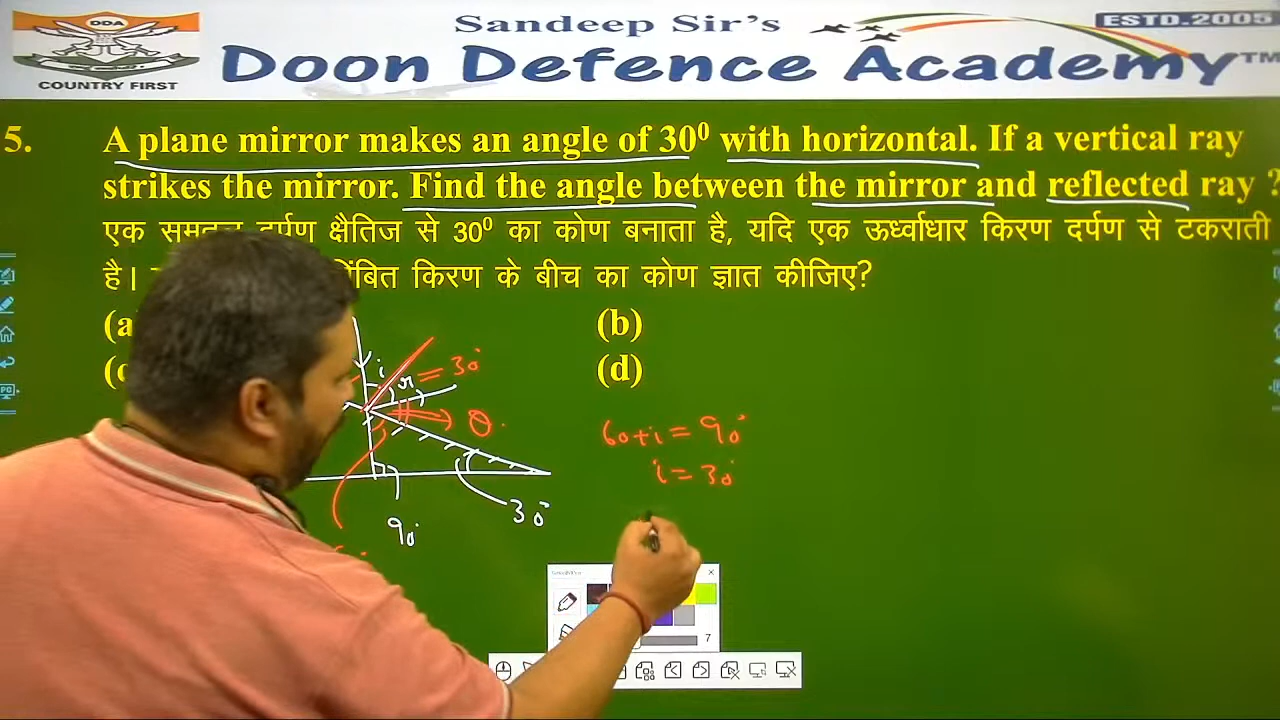 DDA
COUNTRY FIRST
Sandeep Sir's
ESTD.2005
Doon Defence Academy™
5. A plane mirror makes an angle of 30⁰ with horizontal. If a vertical ray
strikes the mirror. Find the angle between the mirror and reflected ray ?
एक समतल दर्पण क्षैतिज से 30⁰ का कोण बनाता है, यदि एक ऊर्ध्वाधार किरण दर्पण से टकराती
है। किरण के बीच का कोण ज्ञात कीजिए?
(a (b)
(d)
i
r = 30°
θ
60+i = 90°
i = 30°
30°
90°
7